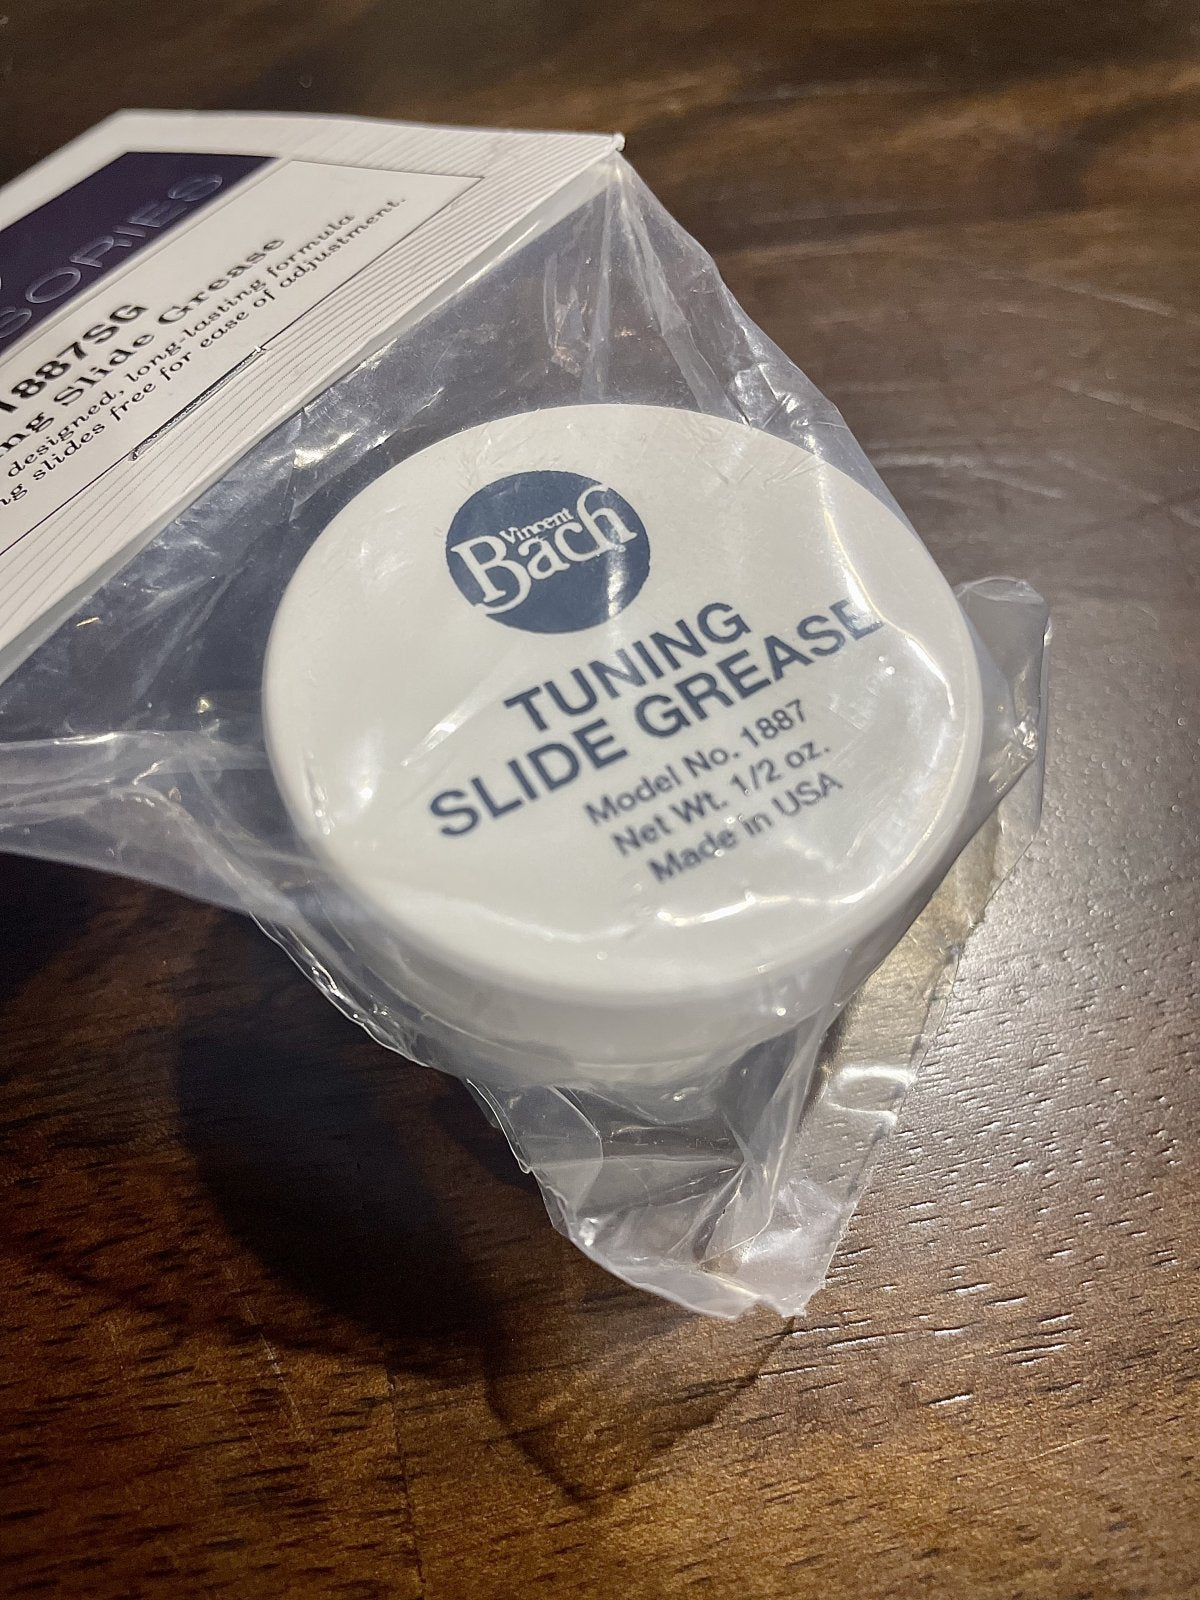 SORIES
1887SG
ng Slide Grease
designed, long-lasting formula
ng slides free for ease of adjustment.
Vincent
Bach
TUNING
SLIDE GREASE
Model No. 1887
Net Wt. 1/2 oz.
Made in USA